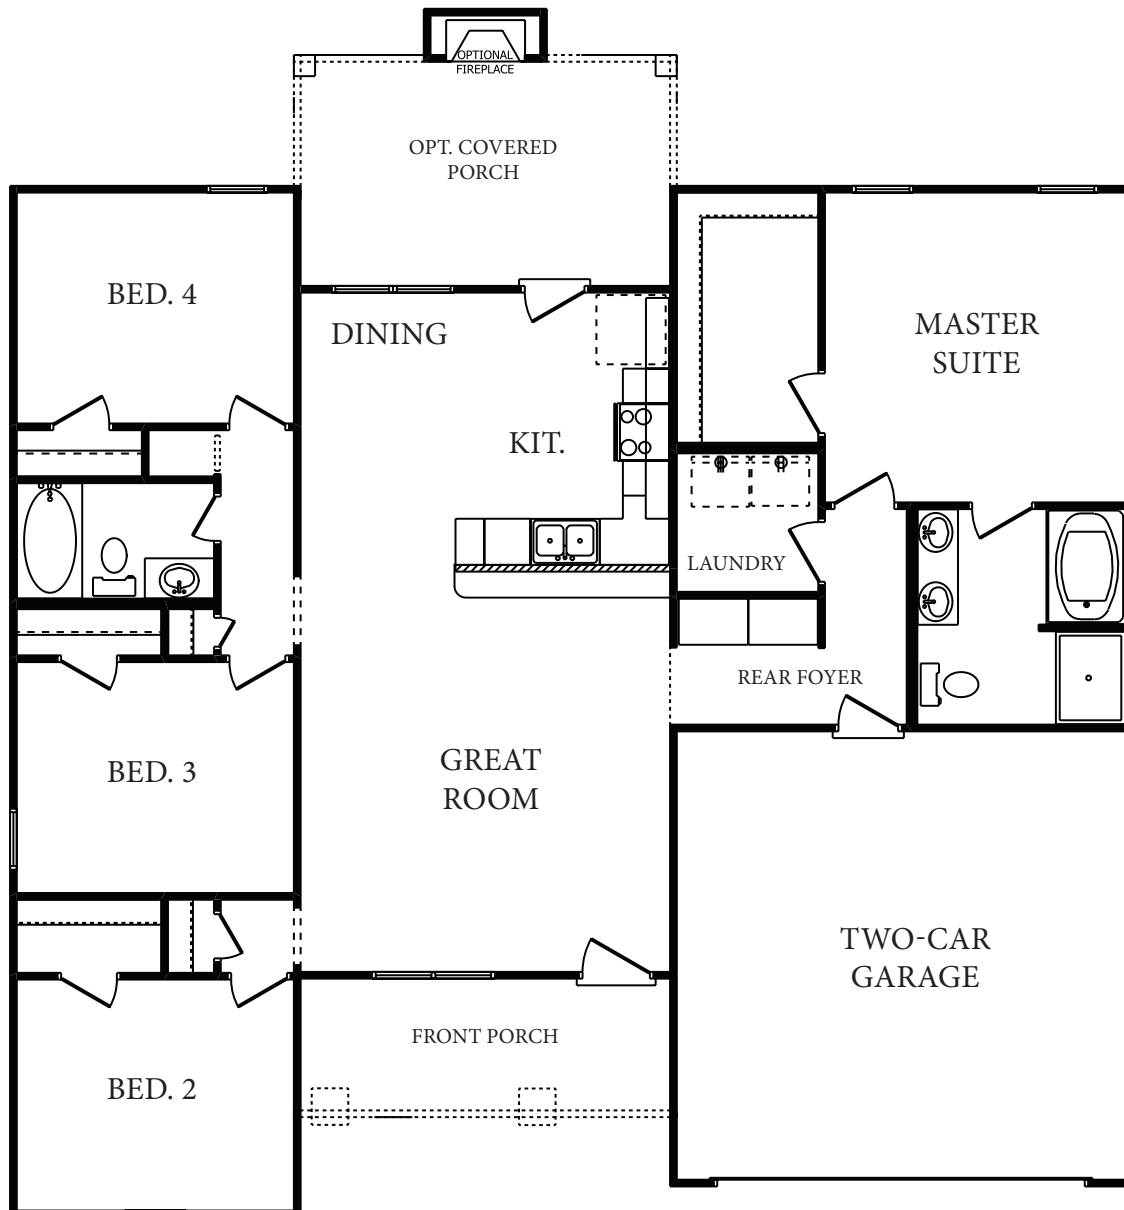 OPTIONAL
FIREPLACE
OPT. COVERED
PORCH
BED. 4
DINING
MASTER
SUITE
KIT.
LAUNDRY
REAR FOYER
BED. 3
GREAT
ROOM
TWO-CAR
GARAGE
FRONT PORCH
BED. 2